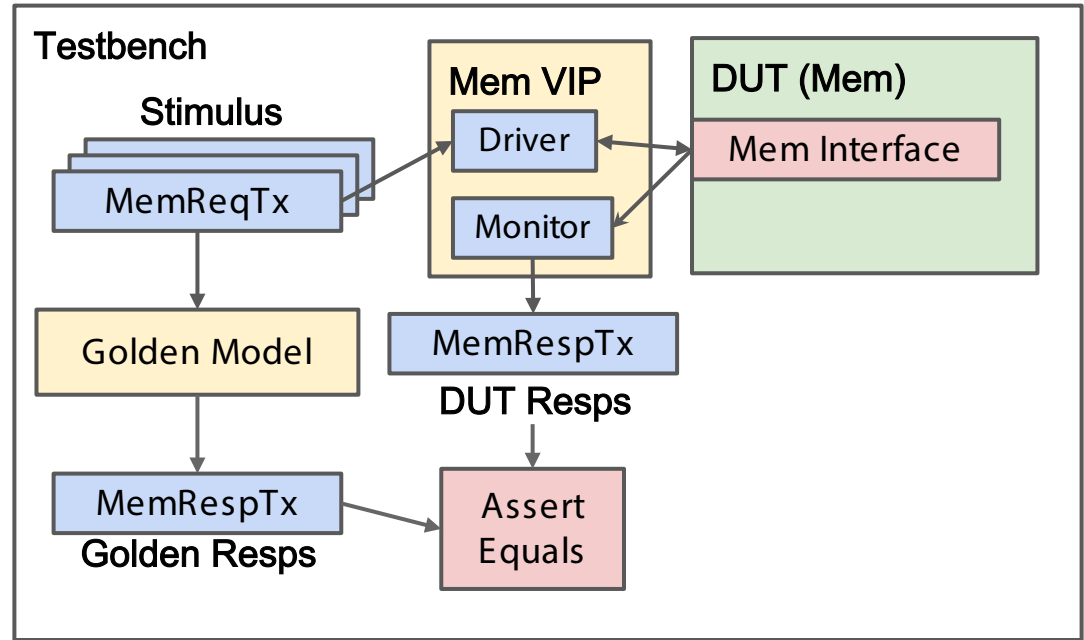 Testbench
Stimulus
MemReqTx
Golden Model
MemRespTx
Golden Resps
Mem VIP
Driver
Monitor
MemRespTx
DUT Resps
Assert
Equals
DUT (Mem)
Mem Interface